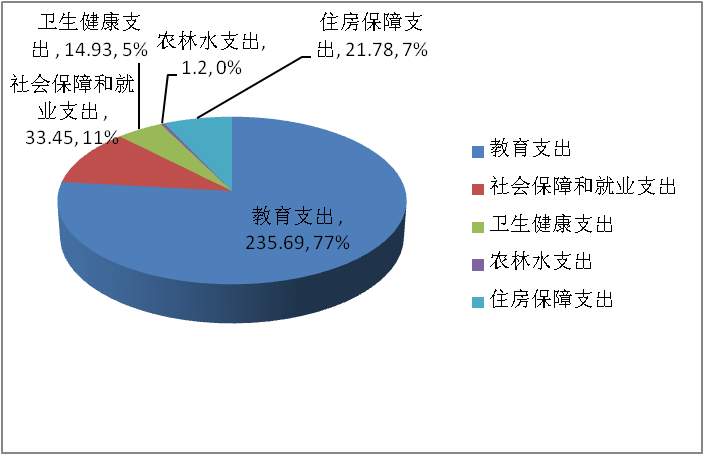 卫生健康支
出, 14.93, 5%
农林水支出,
1.2, 0%
住房保障支
出, 21.78, 7%
社会保障和就
业支出,
33.45, 11%
教育支出,
235.69, 77%
教育支出
社会保障和就业支出
卫生健康支出
农林水支出
住房保障支出